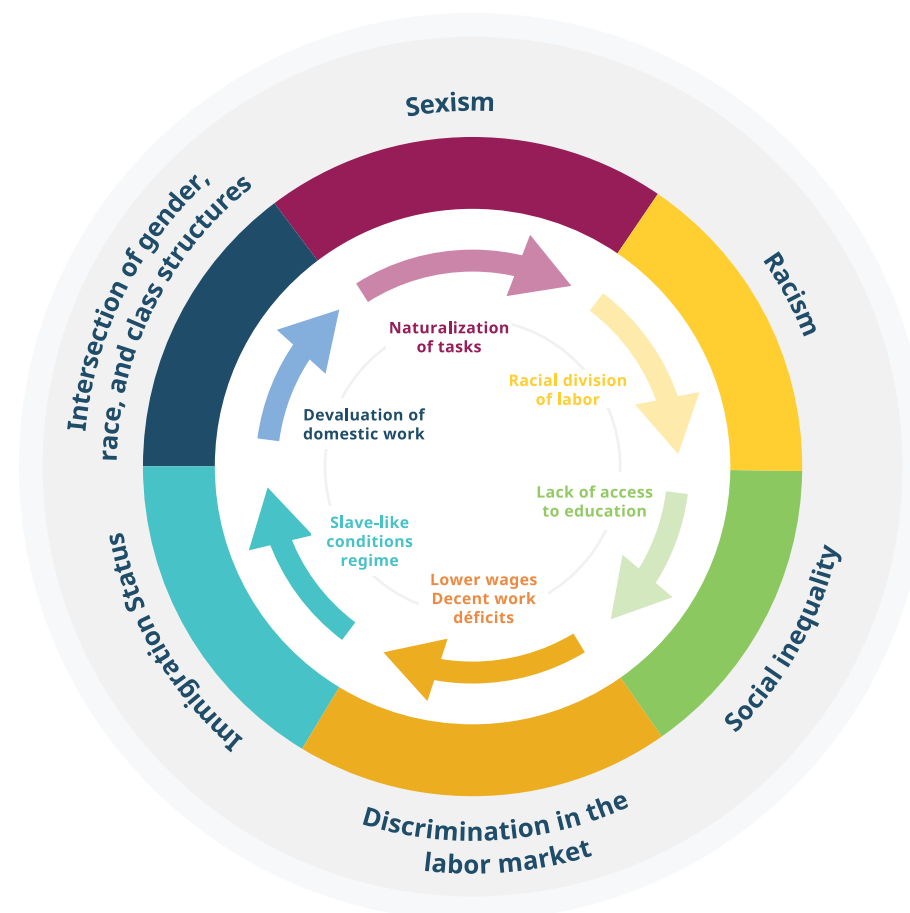 Sexism
Racism
Social inequality
Discrimination in the
labor market
Immigration Status
Intersection of gender,
race, and class structures
Naturalization
of tasks
Racial division
of labor
Lack of access
to education
Lower wages
Decent work
déficits
Slave-like
conditions
regime
Devaluation of
domestic work